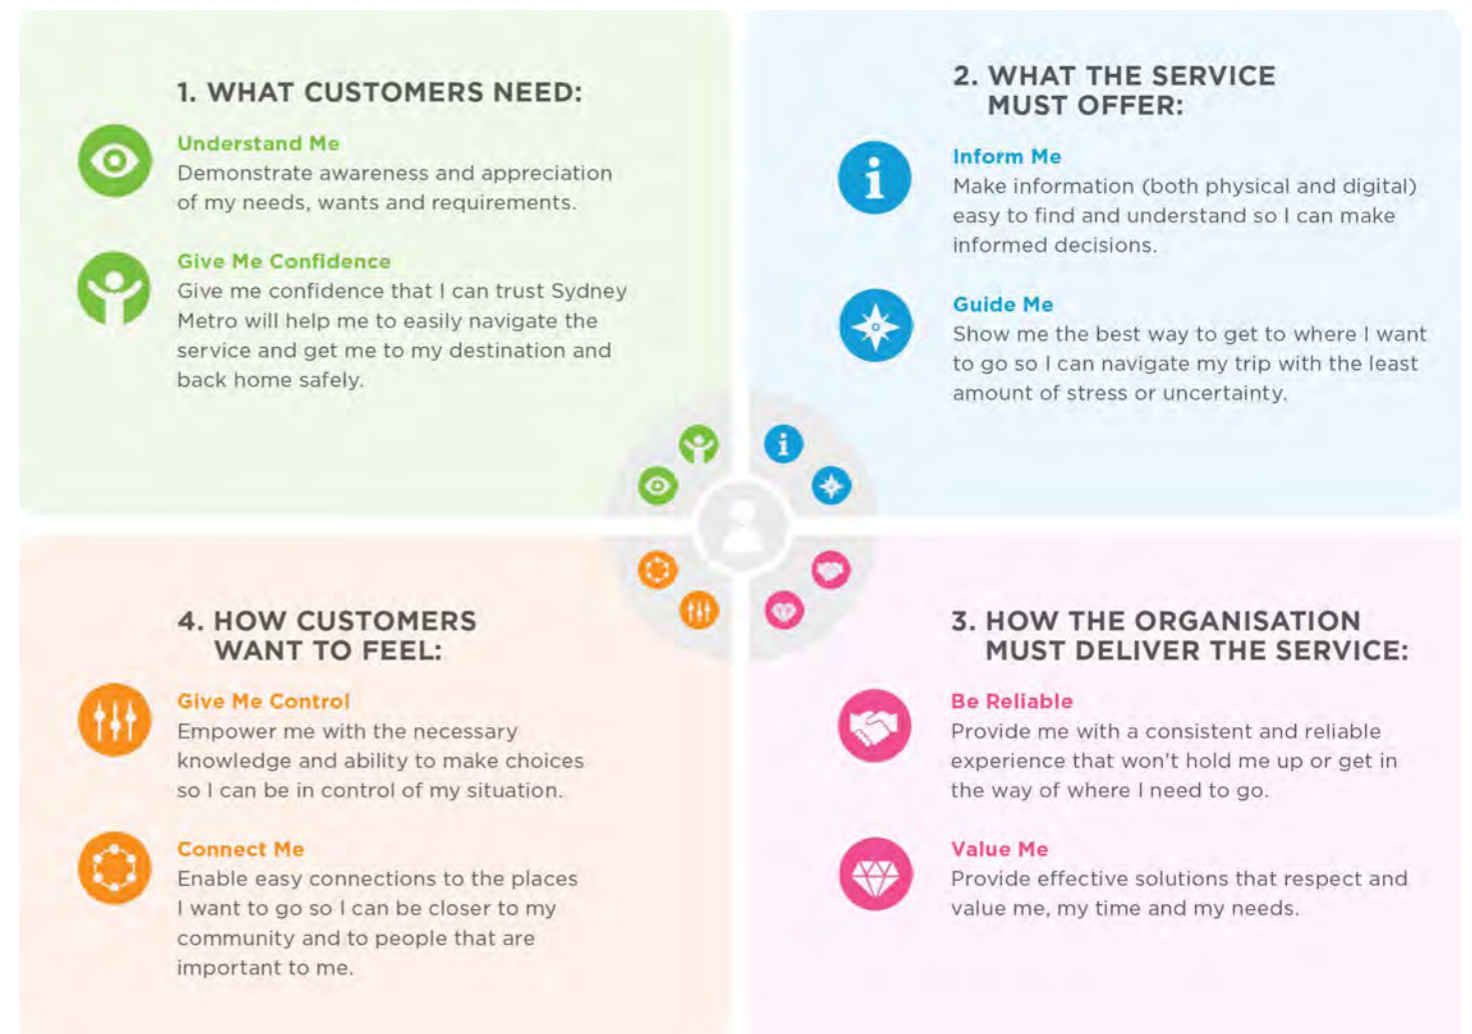 1. WHAT CUSTOMERS NEED:
Understand Me
Demonstrate awareness and appreciation
of my needs, wants and requirements.
Give Me Confidence
Give me confidence that I can trust Sydney
Metro will help me to easily navigate the
service and get me to my destination and
back home safely.
2. WHAT THE SERVICE
MUST OFFER:
Inform Me
Make information (both physical and digital)
easy to find and understand so I can make
informed decisions.
Guide Me
Show me the best way to get to where I want
to go so I can navigate my trip with the least
amount of stress or uncertainty.
3. HOW THE ORGANISATION
MUST DELIVER THE SERVICE:
Be Reliable
Provide me with a consistent and reliable
experience that won't hold me up or get in
the way of where I need to go.
Value Me
Provide effective solutions that respect and
value me, my time and my needs.
4. HOW CUSTOMERS
WANT TO FEEL:
Give Me Control
Empower me with the necessary
knowledge and ability to make choices
so I can be in control of my situation.
Connect Me
Enable easy connections to the places
I want to go so I can be closer to my
community and to people that are
important to me.